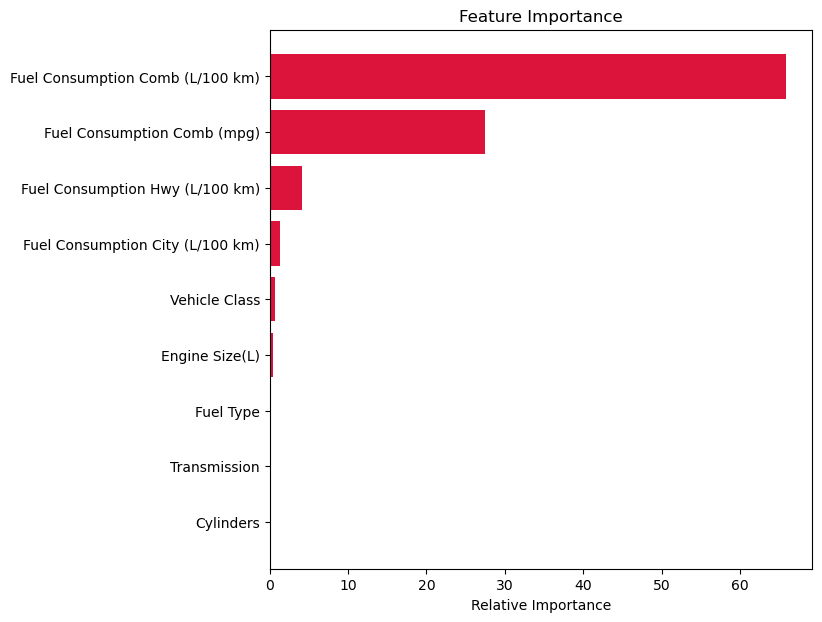 Feature Importance
Fuel Consumption Comb (L/100 km)
Fuel Consumption Comb (mpg)
Fuel Consumption Hwy (L/100 km)
Fuel Consumption City (L/100 km)
Vehicle Class
Engine Size(L)
Fuel Type
Transmission
Cylinders
0 10 20 30 40 50 60
Relative Importance